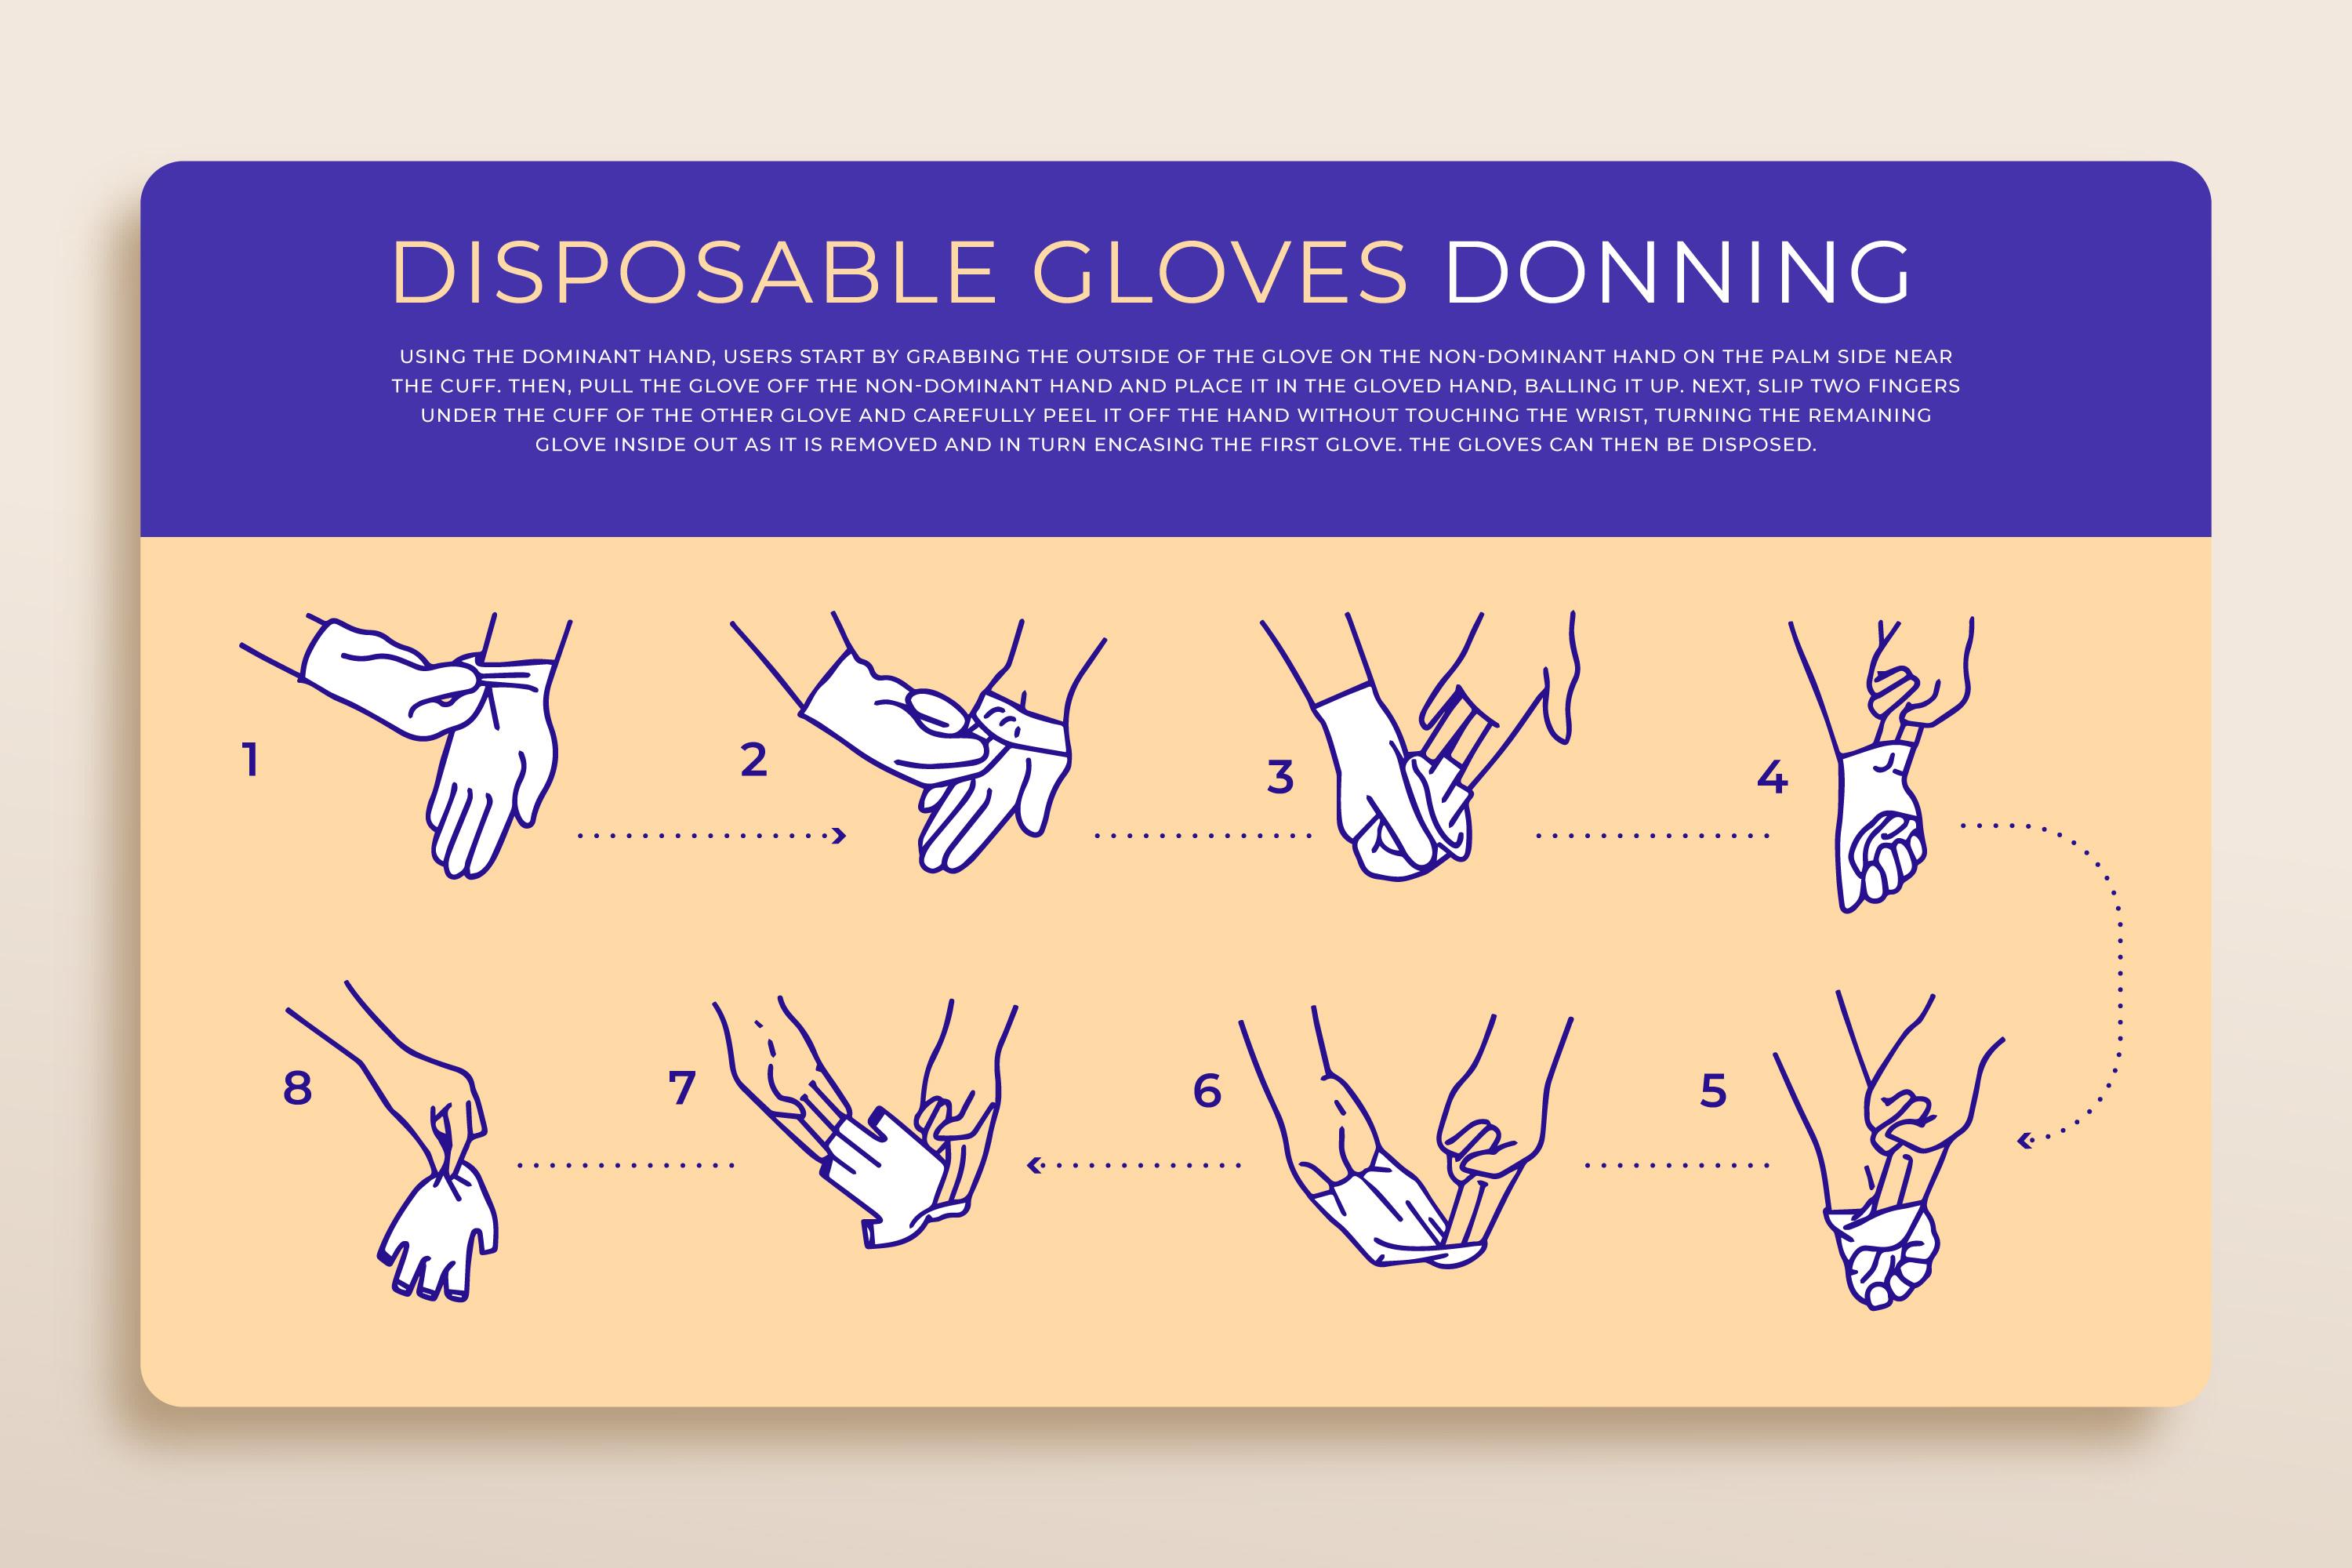 DISPOSABLE GLOVES DONNING
USING THE DOMINANT HAND, USERS START BY GRABBING THE OUTSIDE OF THE GLOVE ON THE NON-DOMINANT HAND ON THE PALM SIDE NEAR
THE CUFF. THEN, PULL THE GLOVE OFF THE NON-DOMINANT HAND AND PLACE IT IN THE GLOVED HAND, BALLING IT UP. NEXT, SLIP TWO FINGERS
UNDER THE CUFF OF THE OTHER GLOVE AND CAREFULLY PEEL IT OFF THE HAND WITHOUT TOUCHING THE WRIST, TURNING THE REMAINING
GLOVE INSIDE OUT AS IT IS REMOVED AND IN TURN ENCASING THE FIRST GLOVE. THE GLOVES CAN THEN BE DISPOSED.
1
2
3
4
5
6
7
8